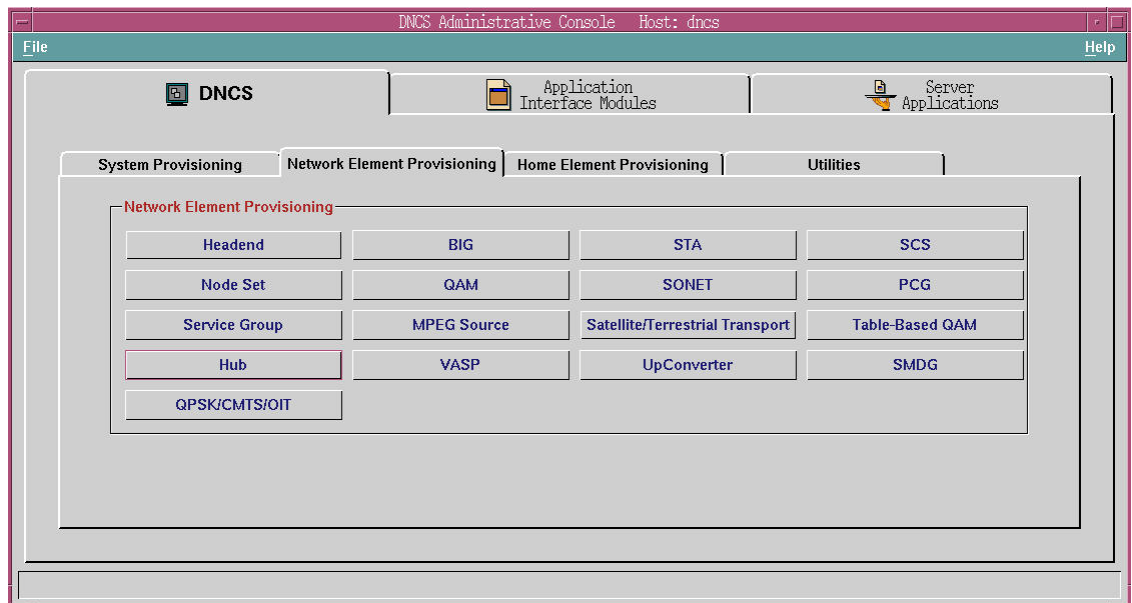 DNCS Administrative Console Host: dncs
File Help
DNCS
Application
Interface Modules
Server
Applications
System Provisioning
Network Element Provisioning
Home Element Provisioning
Utilities
Network Element Provisioning
Headend
BIG
STA
SCS
Node Set
QAM
SONET
PCG
Service Group
MPEG Source
Satellite/Terrestrial Transport
Table-Based QAM
Hub
VASP
UpConverter
SMDG
QPSK/CMTS/OIT